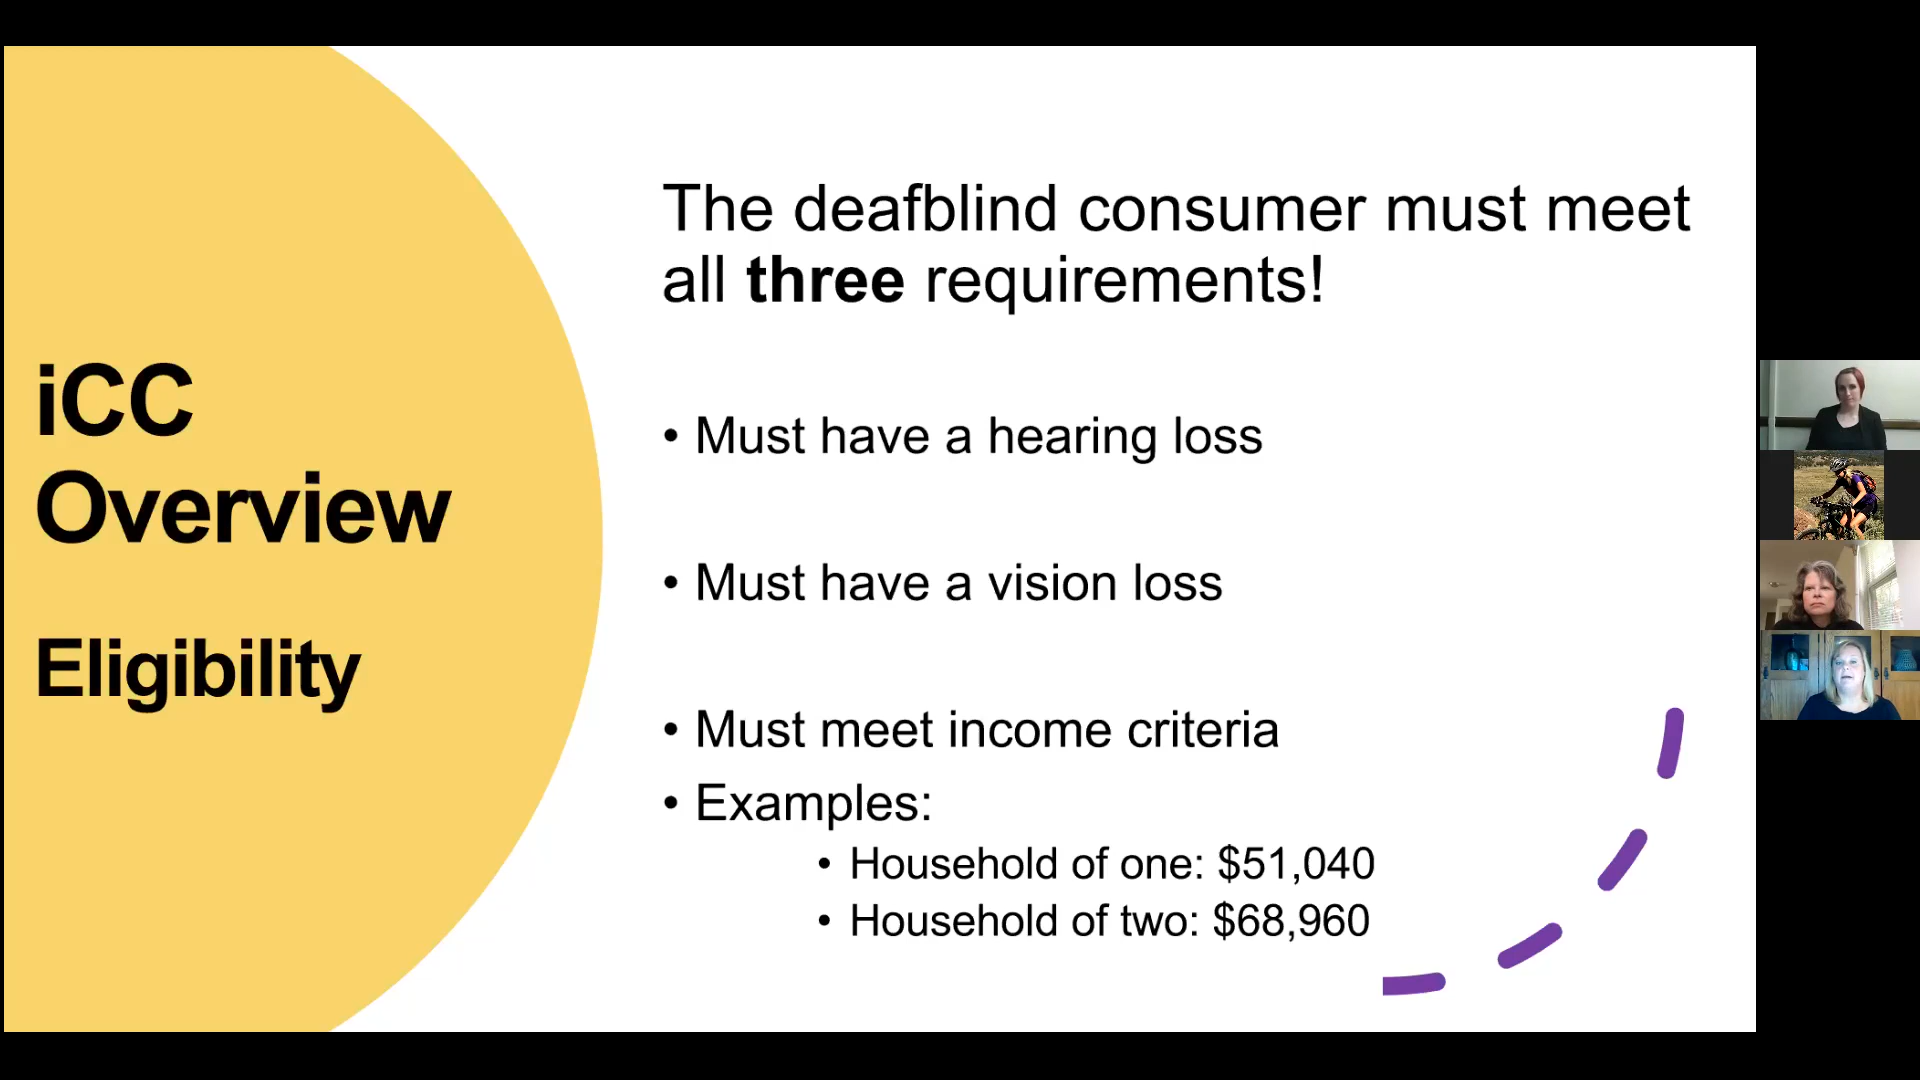 iCC
Overview
Eligibility
The deafblind consumer must meet
all three requirements!
• Must have a hearing loss
• Must have a vision loss
• Must meet income criteria
• Examples:
• Household of one: $51,040
• Household of two: $68,960